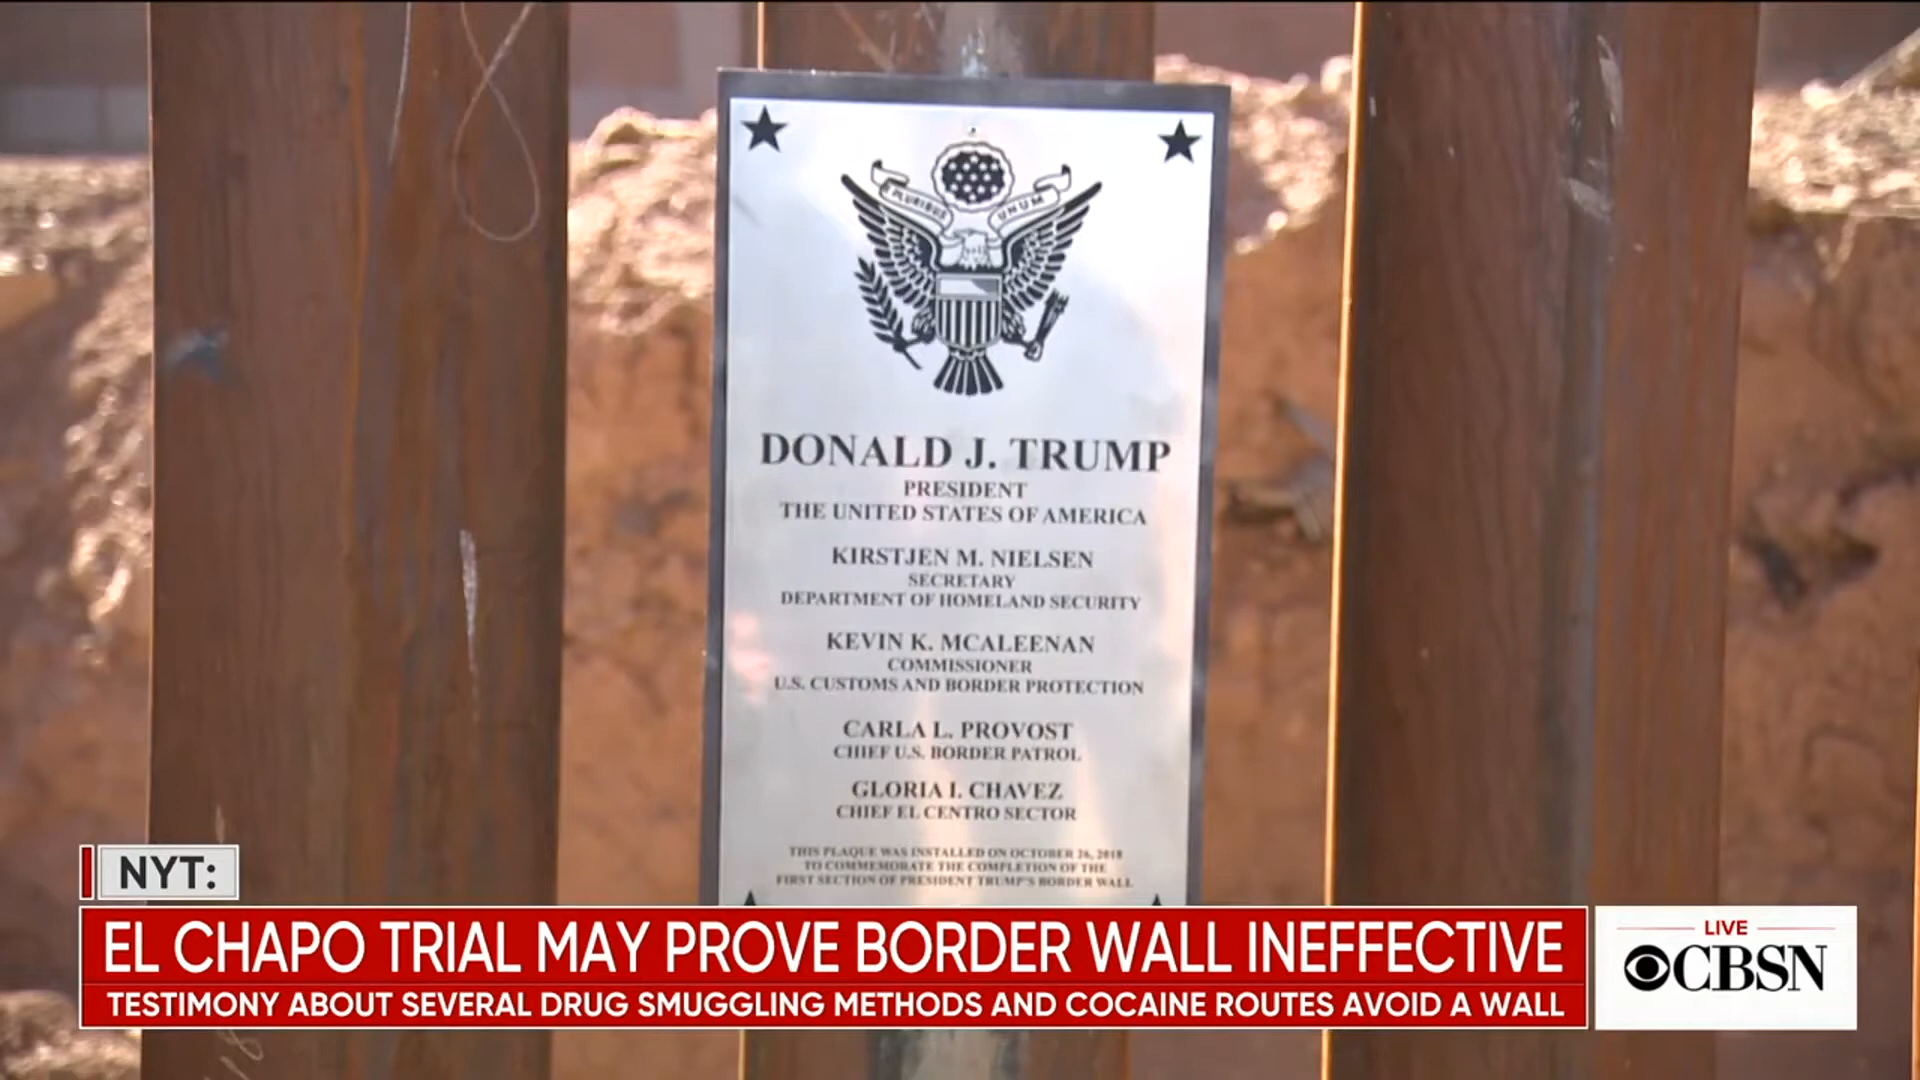 E PLURIBUS UNUM
DONALD J. TRUMP
PRESIDENT
THE UNITED STATES OF AMERICA
KIRSTJEN M. NIELSEN
SECRETARY
DEPARTMENT OF HOMELAND SECURITY
KEVIN K. MCALEENAN
COMMISSIONER
U.S. CUSTOMS AND BORDER PROTECTION
CARLA L. PROVOST
CHIEF U.S. BORDER PATROL
GLORIA I. CHAVEZ
CHIEF EL CENTRO SECTOR
THIS PLAQUE WAS INSTALLED ON OCTOBER 26, 2018
TO COMMEMORATE THE COMPLETION OF THE
FIRST SECTION OF PRESIDENT TRUMP'S BORDER WALL
NYT:
EL CHAPO TRIAL MAY PROVE BORDER WALL INEFFECTIVE
TESTIMONY ABOUT SEVERAL DRUG SMUGGLING METHODS AND COCAINE ROUTES AVOID A WALL
LIVE
CBSN